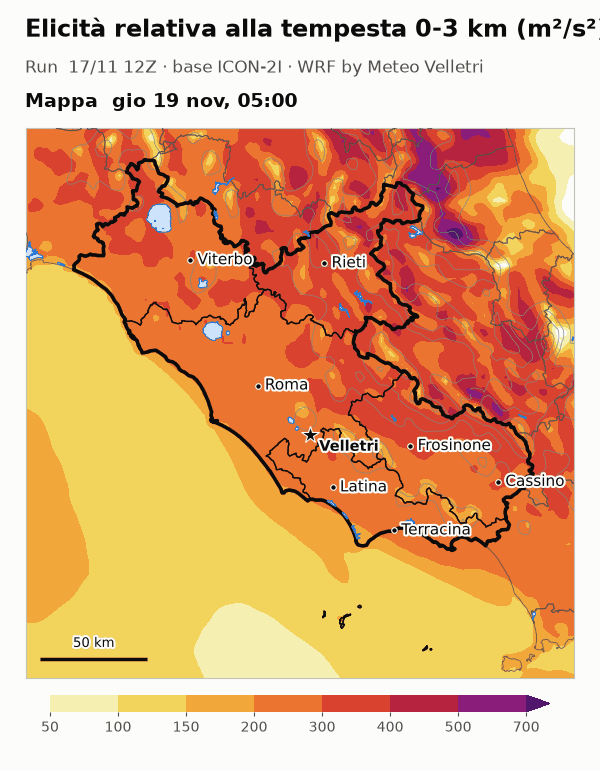 Elicità relativa alla tempesta 0-3 km (m²/s²)
Run 17/11 12Z · base ICON-2I · WRF by Meteo Velletri
Mappa gio 19 nov, 05:00
Viterbo
Rieti
Roma
Velletri
Frosinone
Latina
Cassino
Terracina
50 km
50 100 150 200 300 400 500 700